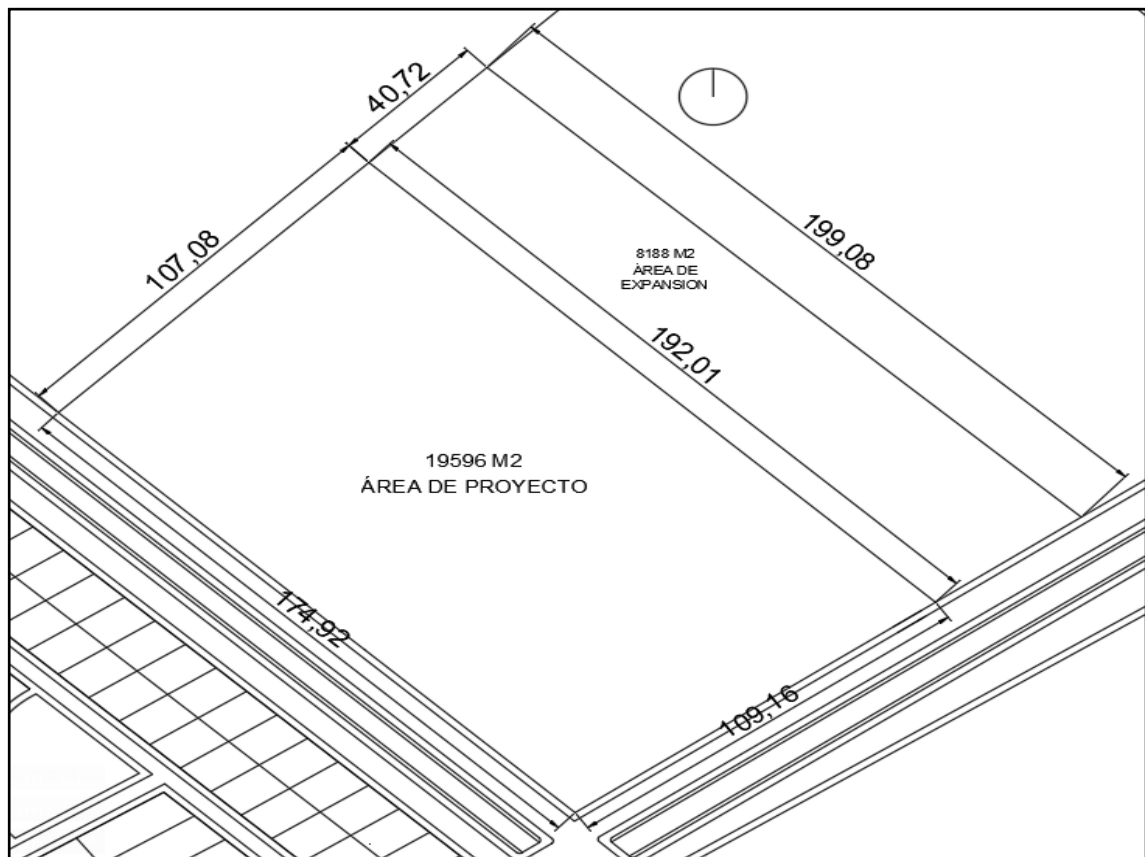 40,72
107,08
199,08
8188 M2
ÁREA DE
EXPANSION
192,01
19596 M2
ÁREA DE PROYECTO
174,92
109,16